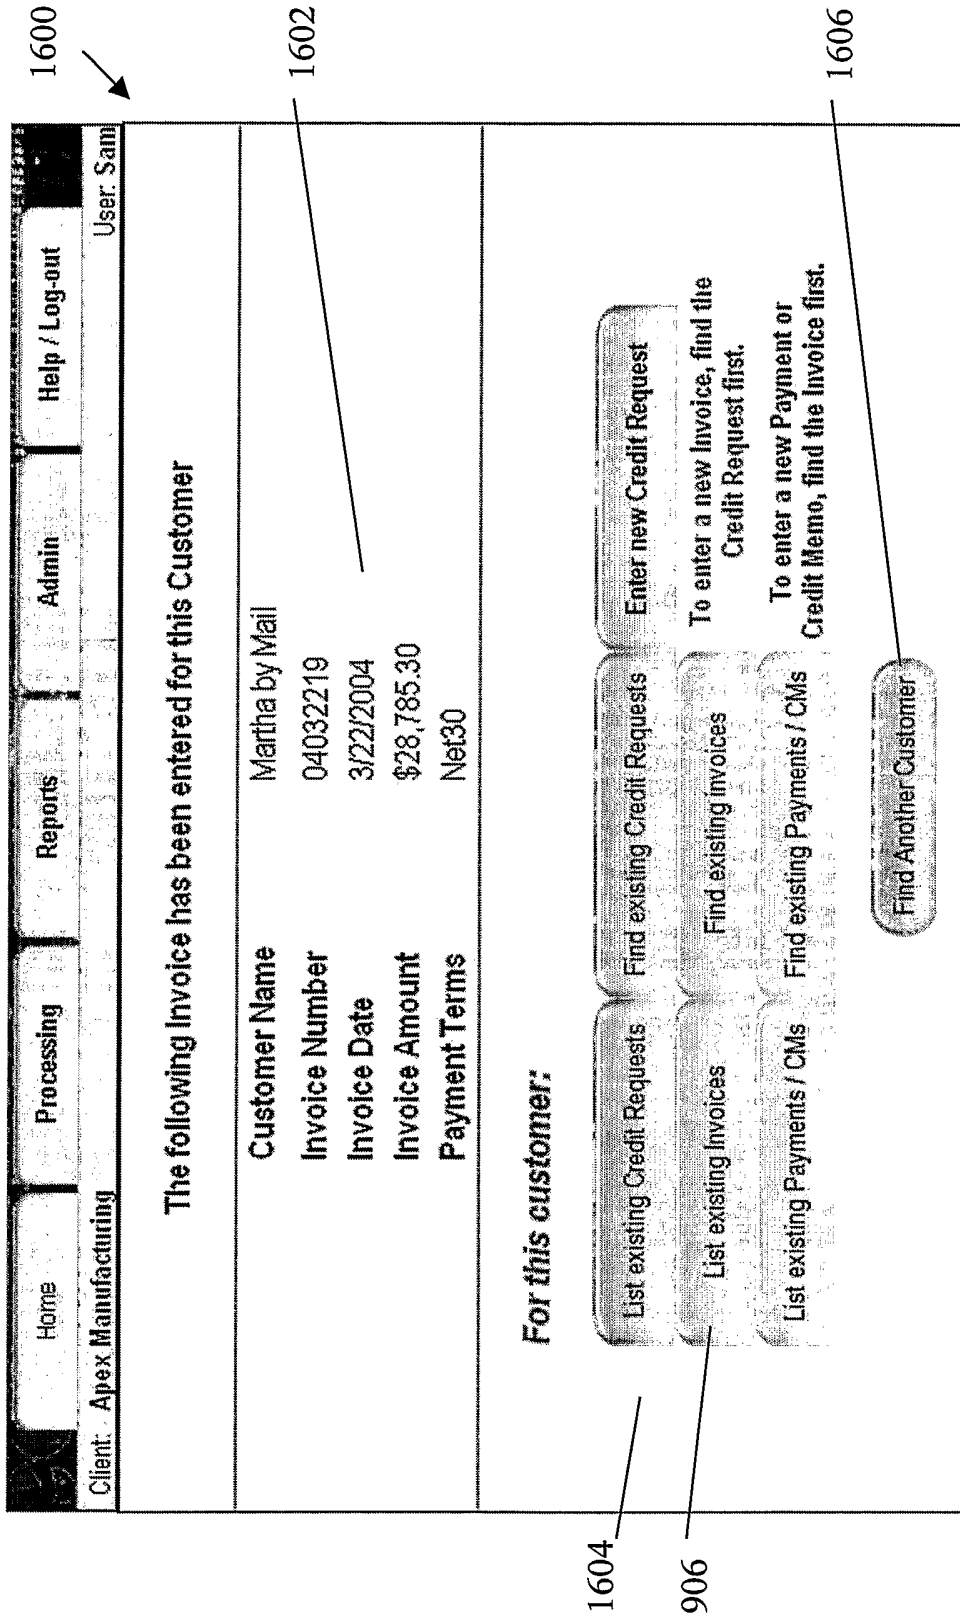 1600
Home Processing Reports Admin Help / Log-out
Client: Apex Manufacturing User: Sam
The following Invoice has been entered for this Customer
1602
Customer Name Martha by Mail
Invoice Number 04032219
Invoice Date 3/22/2004
Invoice Amount $28,785.30
Payment Terms Net30
For this customer:
1604
List existing Credit Requests Find existing Credit Requests Enter new Credit Request
906
List existing Invoices Find existing invoices To enter a new Invoice, find the
Credit Request first.
List existing Payments / CMs Find existing Payments / CMs To enter a new Payment or
Credit Memo, find the Invoice first.
Find Another Customer
1606